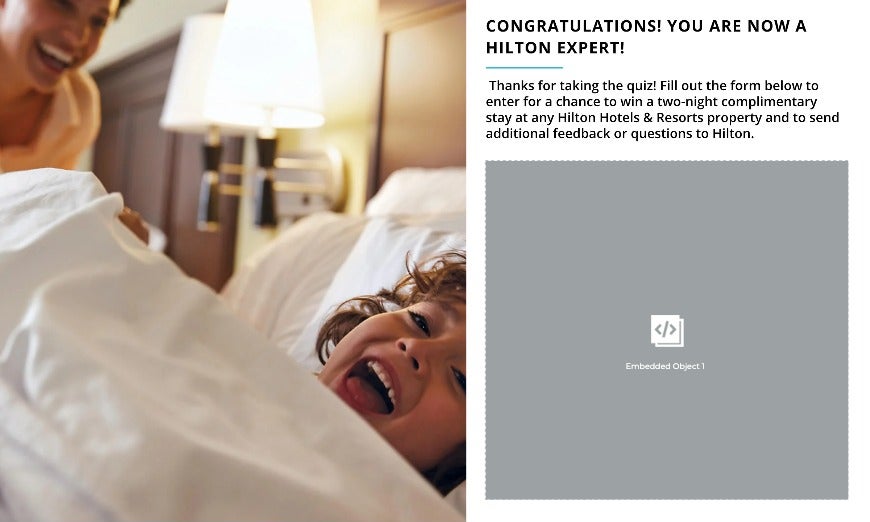 CONGRATULATIONS! YOU ARE NOW A
HILTON EXPERT!
Thanks for taking the quiz! Fill out the form below to
enter for a chance to win a two-night complimentary
stay at any Hilton Hotels & Resorts property and to send
additional feedback or questions to Hilton.
</> 
Embedded Object 1